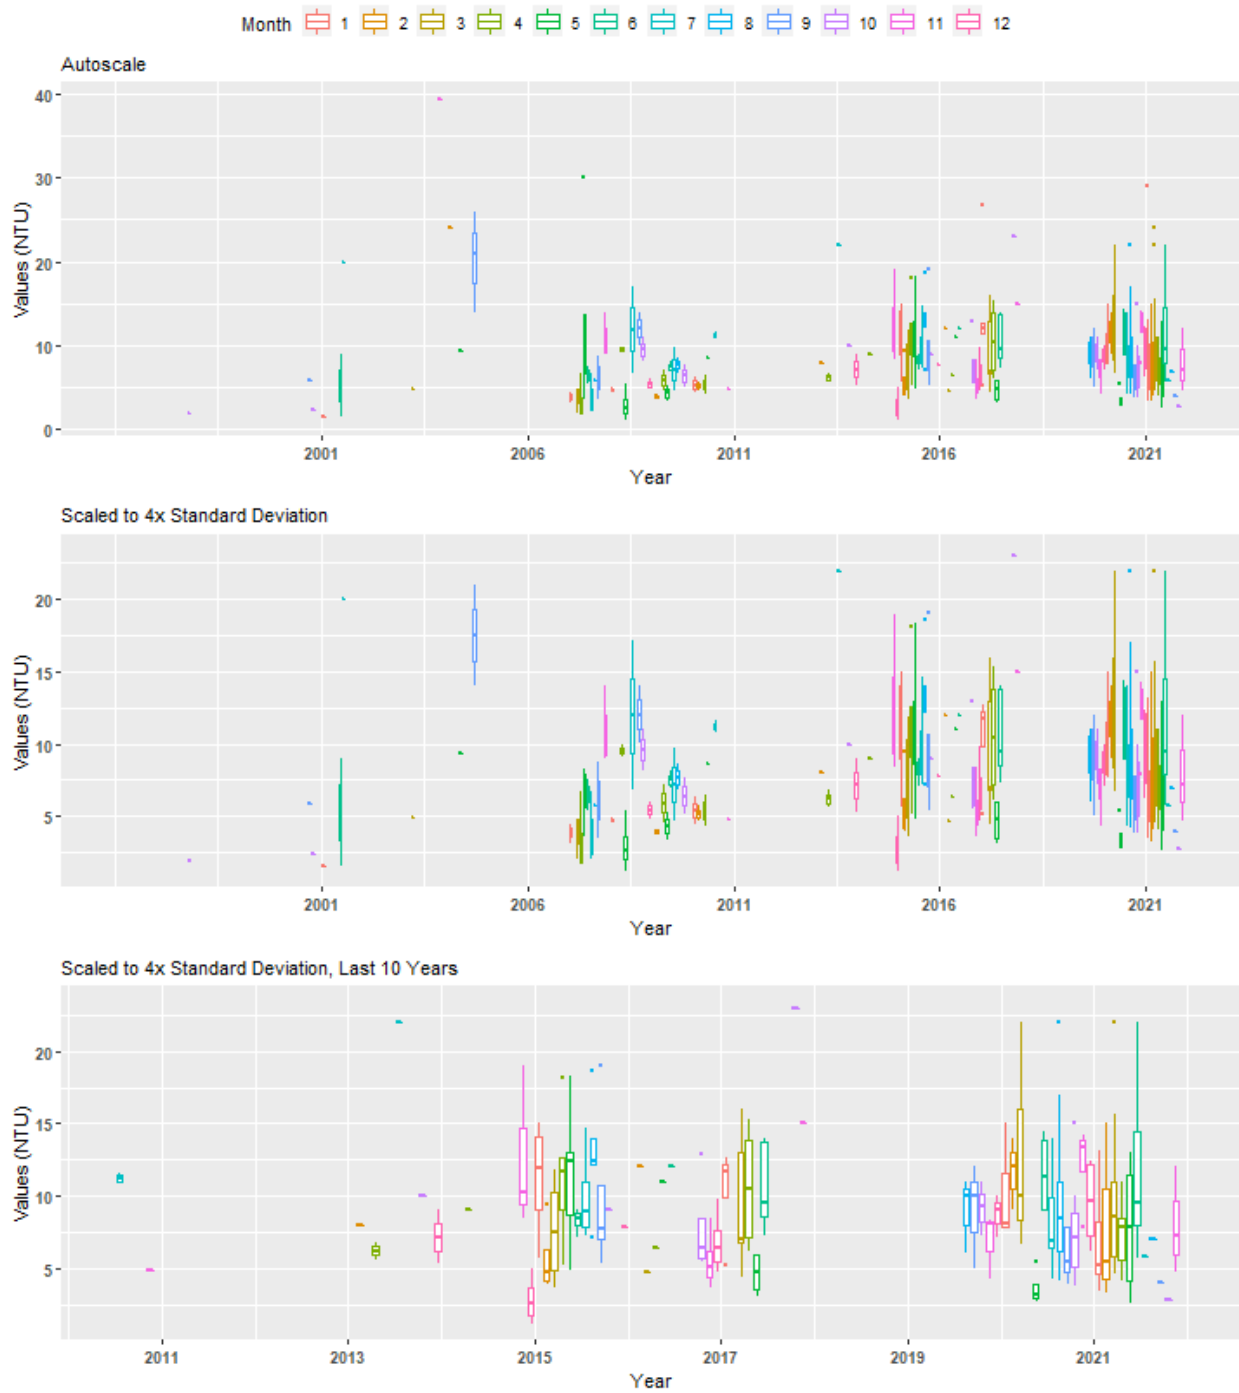 Month 1 2 3 4 5 6 7 8 9 10 11 12
Autoscale
40
30
20
10
0
Values (NTU)
2001 2006 2011 2016 2021
Year
Scaled to 4x Standard Deviation
20
15
10
5
Values (NTU)
2001 2006 2011 2016 2021
Year
Scaled to 4x Standard Deviation, Last 10 Years
20
15
10
5
Values (NTU)
2011 2013 2015 2017 2019 2021
Year